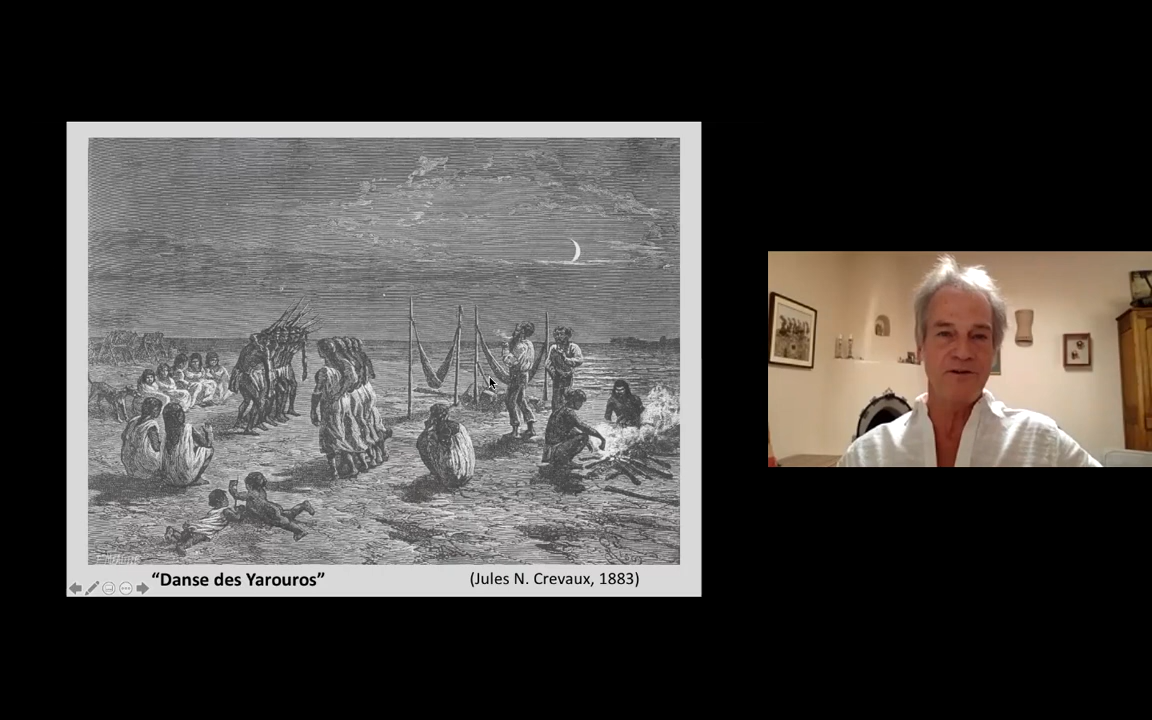 “Danse des Yarouros”
(Jules N. Crevaux, 1883)